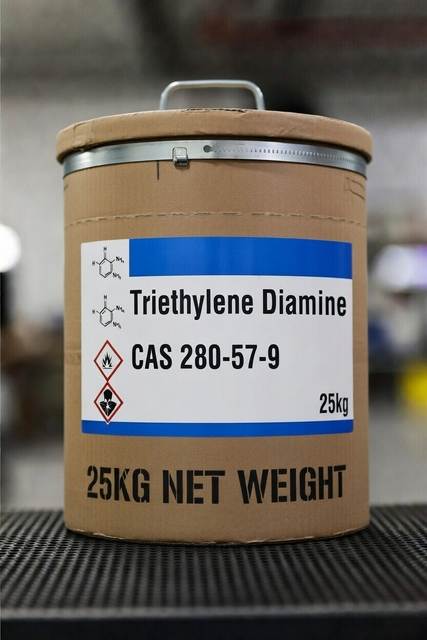 Triethylene Diamine
CAS 280-57-9
25kg
25KG NET WEIGHT